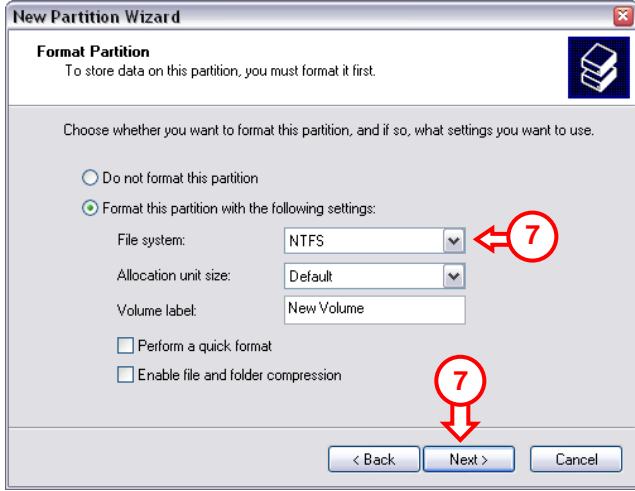 New Partition Wizard
Format Partition
To store data on this partition, you must format it first.
Choose whether you want to format this partition, and if so, what settings you want to use.
Do not format this partition
Format this partition with the following settings:
File system: NTFS 7
Allocation unit size: Default
Volume label: New Volume
Perform a quick format
Enable file and folder compression
7
< Back Next > Cancel